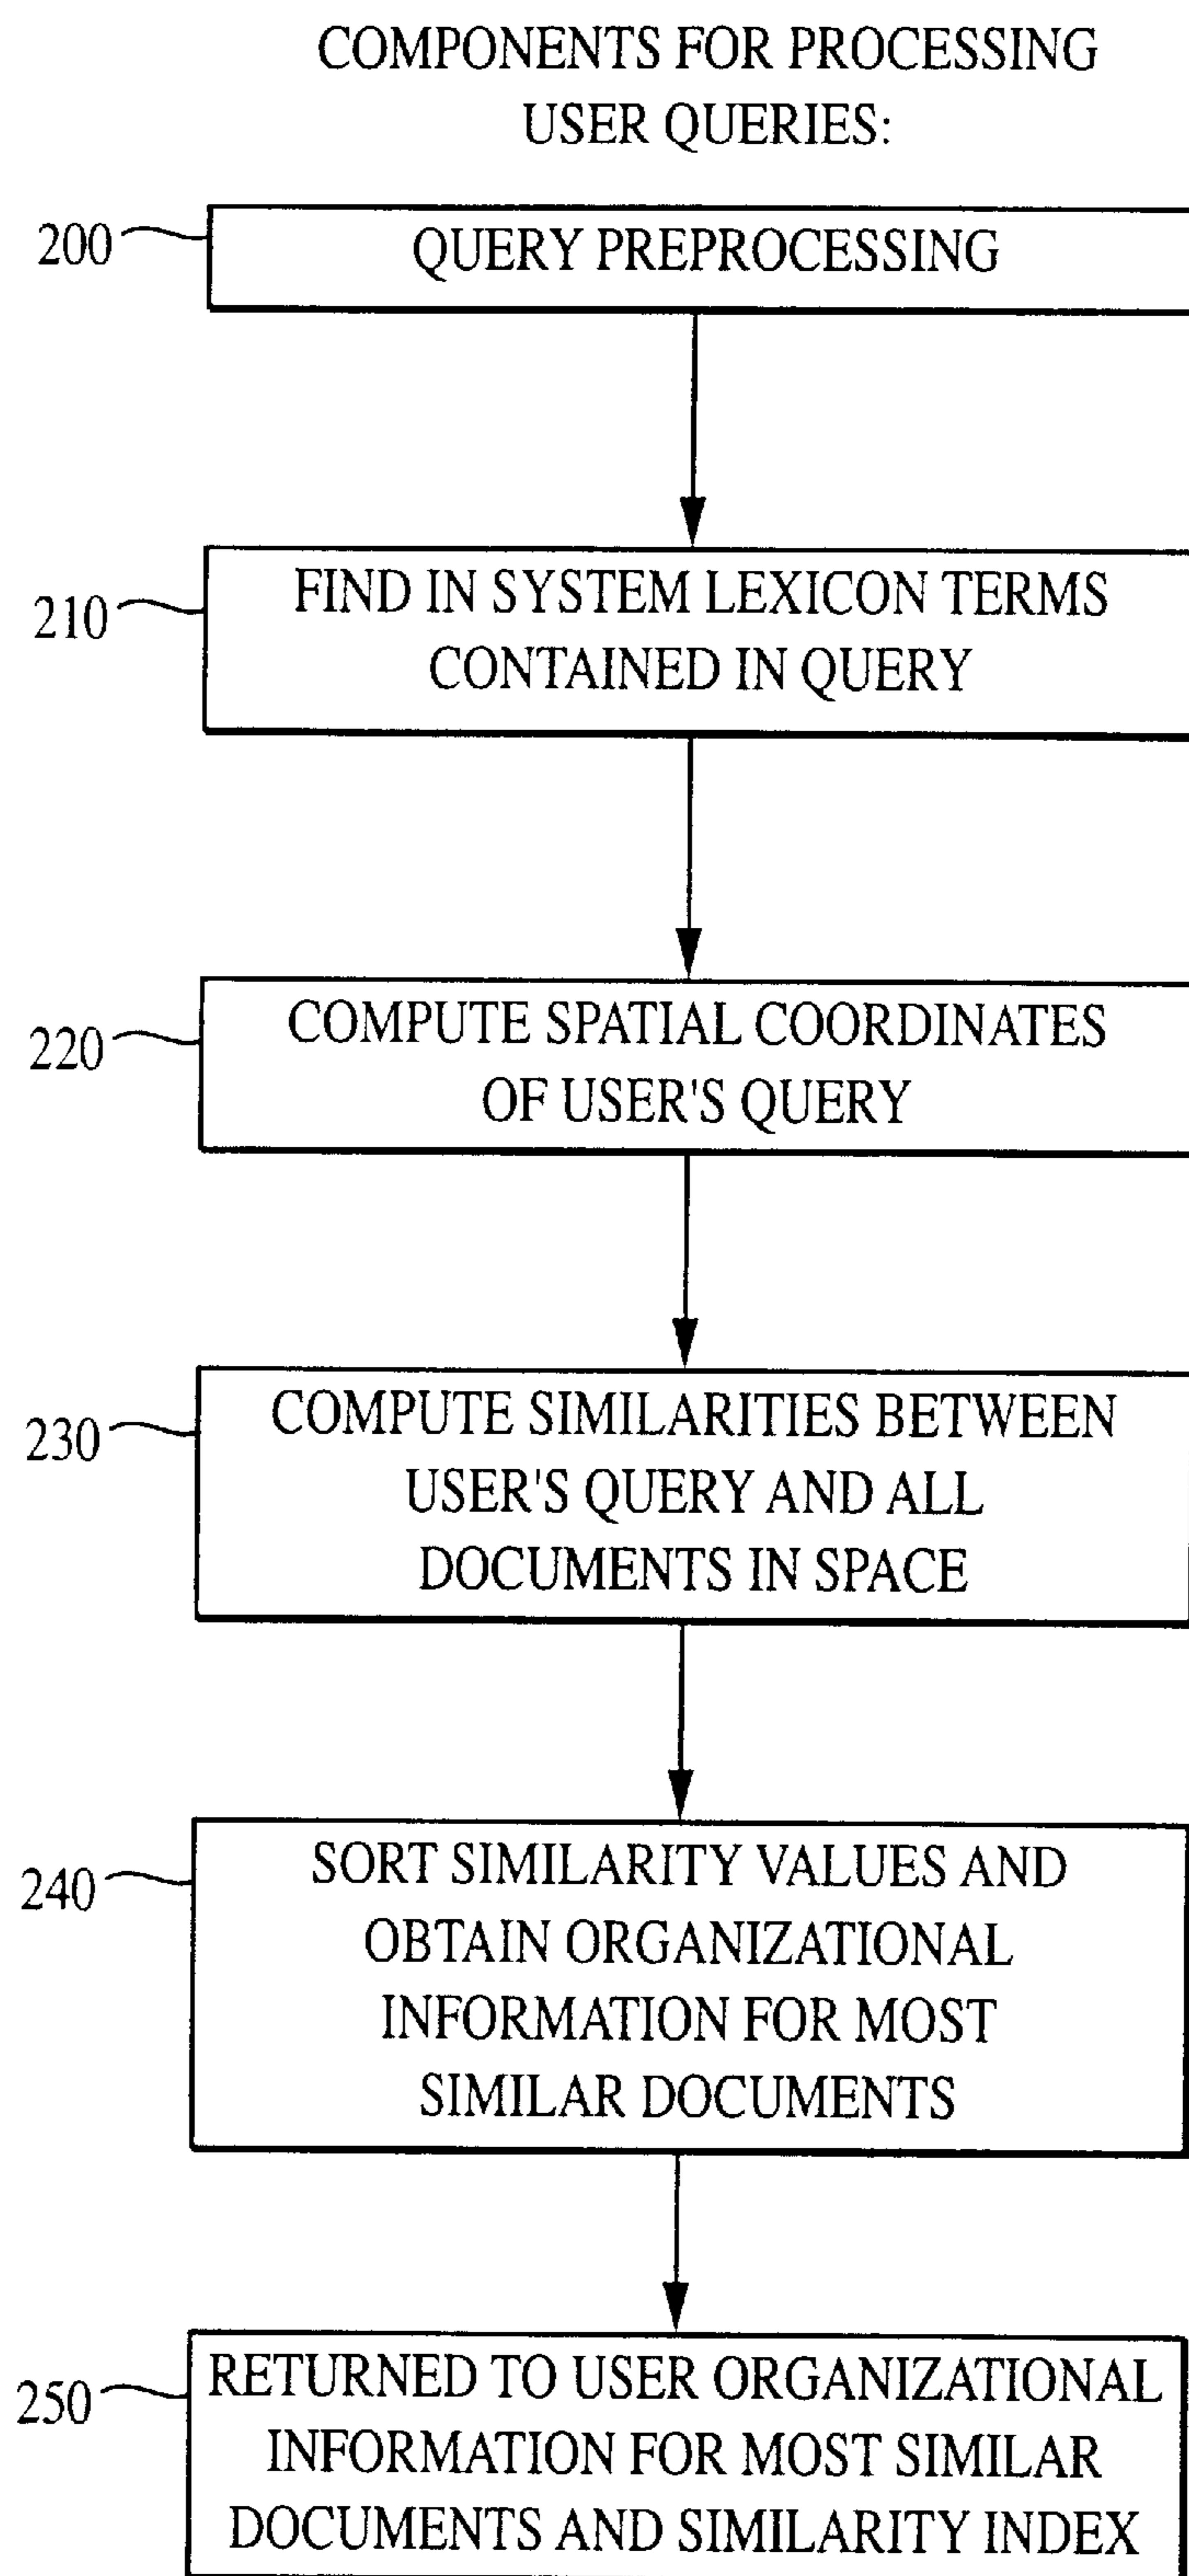 COMPONENTS FOR PROCESSING
USER QUERIES:
200
QUERY PREPROCESSING
210
FIND IN SYSTEM LEXICON TERMS
CONTAINED IN QUERY
220
COMPUTE SPATIAL COORDINATES
OF USER'S QUERY
230
COMPUTE SIMILARITIES BETWEEN
USER'S QUERY AND ALL
DOCUMENTS IN SPACE
240
SORT SIMILARITY VALUES AND
OBTAIN ORGANIZATIONAL
INFORMATION FOR MOST
SIMILAR DOCUMENTS
250
RETURNED TO USER ORGANIZATIONAL
INFORMATION FOR MOST SIMILAR
DOCUMENTS AND SIMILARITY INDEX